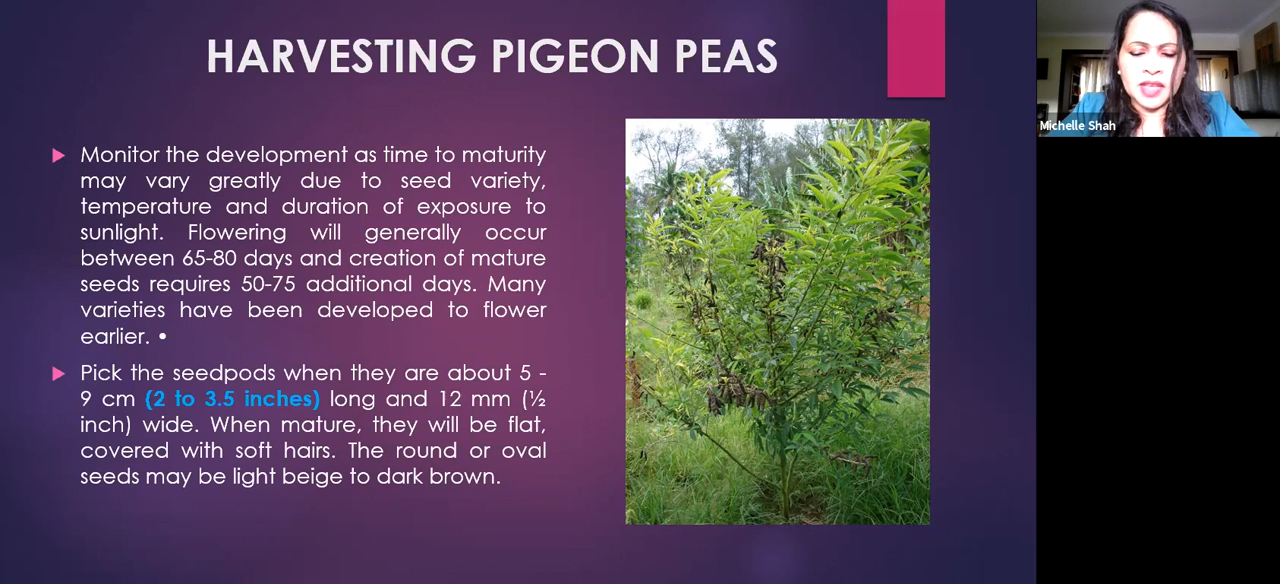 HARVESTING PIGEON PEAS
Monitor the development as time to maturity
may vary greatly due to seed variety,
temperature and duration of exposure to
sunlight. Flowering will generally occur
between 65-80 days and creation of mature
seeds requires 50-75 additional days. Many
varieties have been developed to flower
earlier. •
Pick the seedpods when they are about 5 -
9 cm (2 to 3.5 inches) long and 12 mm (½
inch) wide. When mature, they will be flat,
covered with soft hairs. The round or oval
seeds may be light beige to dark brown.
Michelle Shah